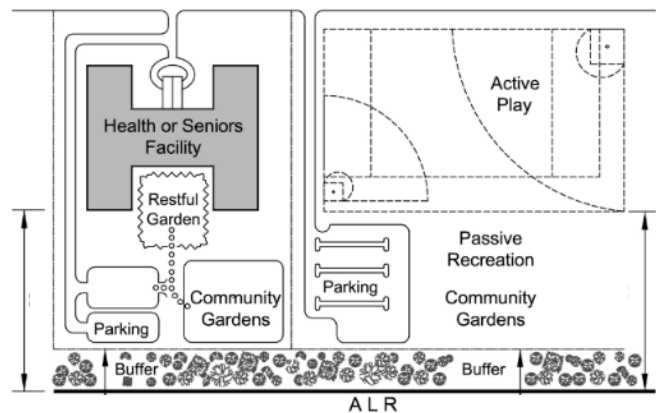 Health or Seniors
Facility
Restful
Garden
Community
Gardens
Parking
Buffer
Active
Play
Passive
Recreation
Community
Gardens
Parking
Buffer
A L R